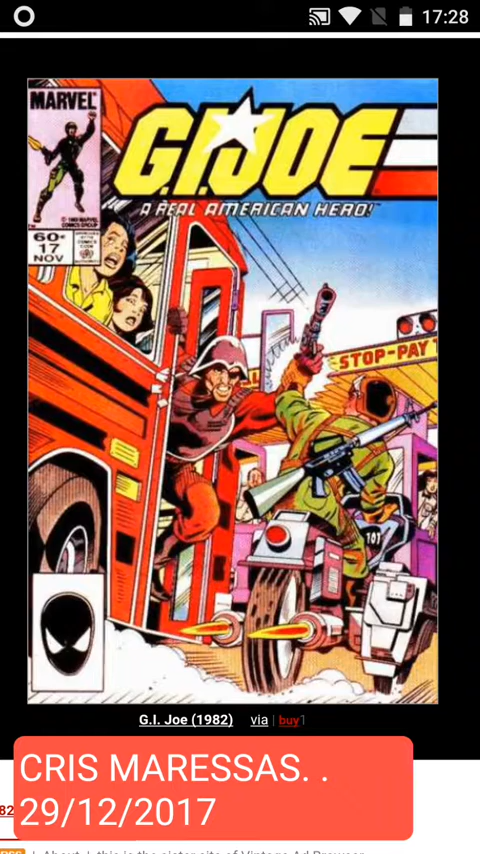 17:28
MARVEL
G.I.JOE
A REAL AMERICAN HERO!
60¢
17
NOV
STOP-PAY
101
G.I. Joe (1982) via | buy
CRIS MARESSAS. .
29/12/2017
82